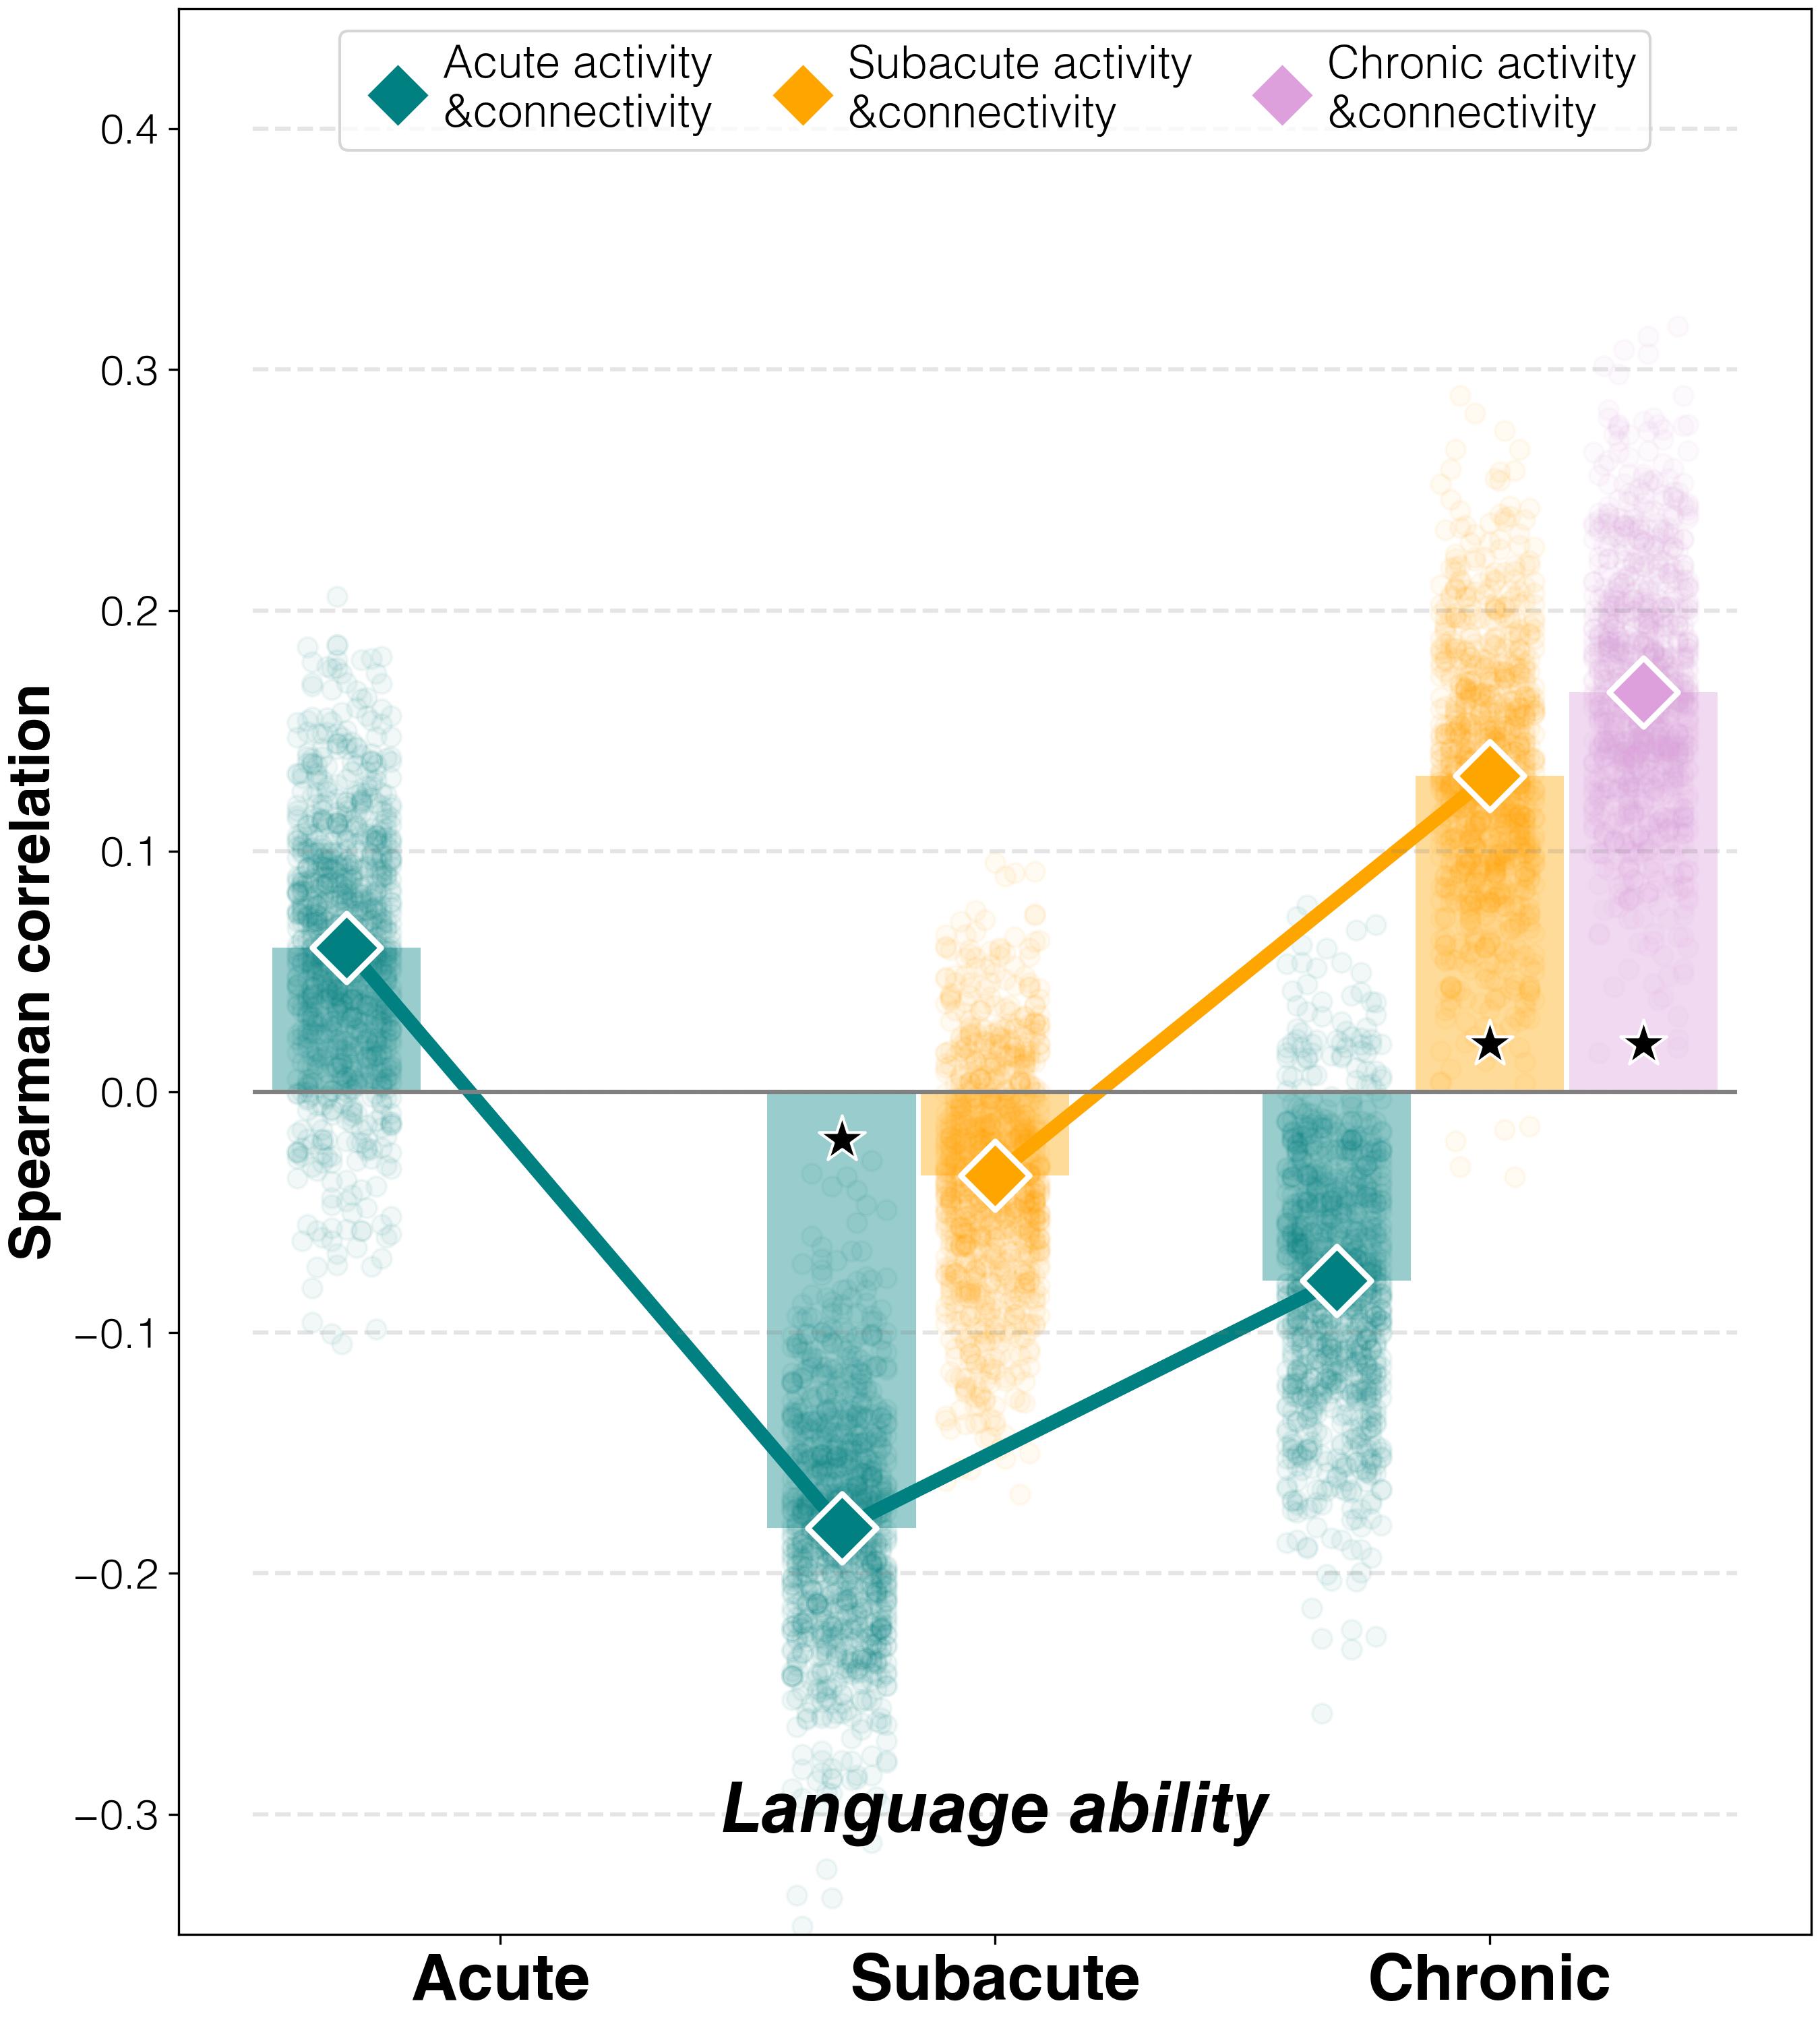 Acute activity
&connectivity
Subacute activity
&connectivity
Chronic activity
&connectivity
Spearman correlation
0.4
0.3
0.2
0.1
0.0
−0.1
−0.2
−0.3
Language ability
Acute
Subacute
Chronic